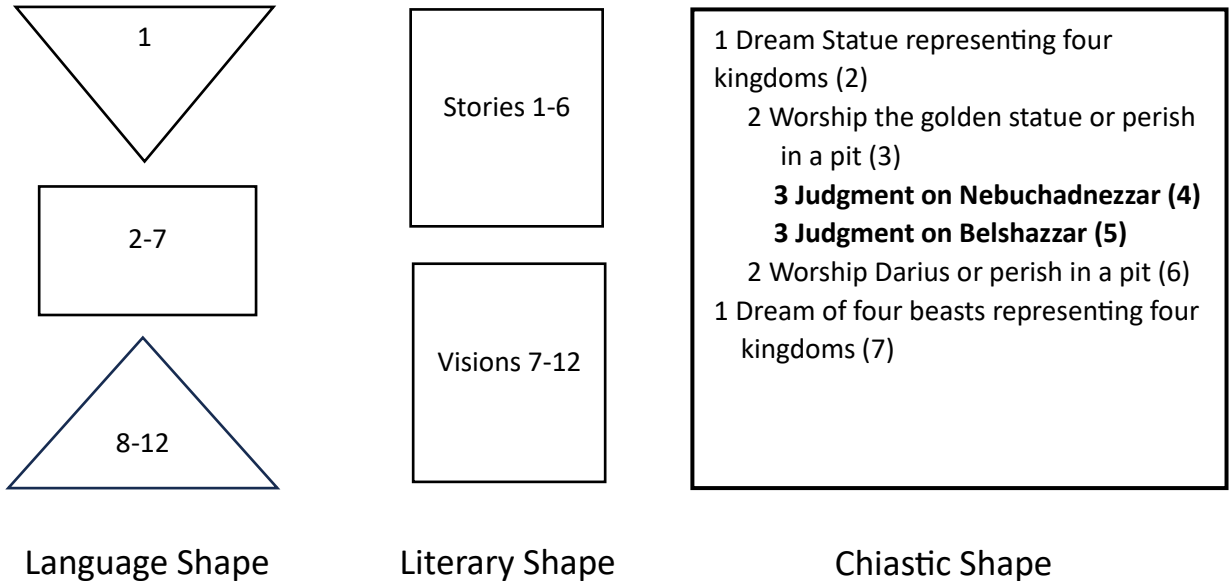 1
2-7
8-12
Language Shape
Stories 1-6
Visions 7-12
Literary Shape
1 Dream Statue representing four
kingdoms (2)
2 Worship the golden statue or perish
in a pit (3)
3 Judgment on Nebuchadnezzar (4)
3 Judgment on Belshazzar (5)
2 Worship Darius or perish in a pit (6)
1 Dream of four beasts representing four
kingdoms (7)
Chiastic Shape